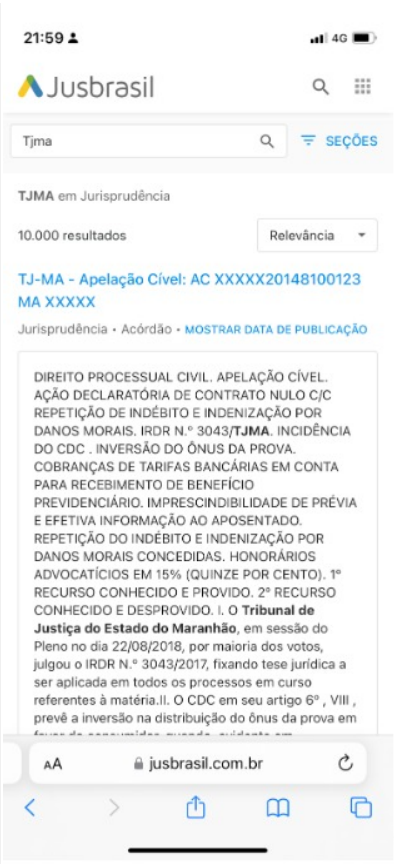 21:59
4G
Jusbrasil
Tjma
SEÇÕES
TJMA em Jurisprudência
10.000 resultados
Relevância
TJ-MA - Apelação Cível: AC XXXXX20148100123
MA XXXXX
Jurisprudência • Acórdão • MOSTRAR DATA DE PUBLICAÇÃO
DIREITO PROCESSUAL CIVIL. APELAÇÃO CÍVEL.
AÇÃO DECLARATÓRIA DE CONTRATO NULO C/C
REPETIÇÃO DE INDÉBITO E INDENIZAÇÃO POR
DANOS MORAIS. IRDR N.º 3043/TJMA. INCIDÊNCIA
DO CDC . INVERSÃO DO ÔNUS DA PROVA.
COBRANÇAS DE TARIFAS BANCÁRIAS EM CONTA
PARA RECEBIMENTO DE BENEFÍCIO
PREVIDENCIÁRIO. IMPRESCINDIBILIDADE DE PRÉVIA
E EFETIVA INFORMAÇÃO AO APOSENTADO.
REPETIÇÃO DO INDÉBITO E INDENIZAÇÃO POR
DANOS MORAIS CONCEDIDAS. HONORÁRIOS
ADVOCATÍCIOS EM 15% (QUINZE POR CENTO). 1º
RECURSO CONHECIDO E PROVIDO. 2º RECURSO
CONHECIDO E DESPROVIDO. I. O Tribunal de
Justiça do Estado do Maranhão, em sessão do
Pleno no dia 22/08/2018, por maioria dos votos,
julgou o IRDR N.º 3043/2017, fixando tese jurídica a
ser aplicada em todos os processos em curso
referentes à matéria.II. O CDC em seu artigo 6º , VIII ,
prevê a inversão na distribuição do ônus da prova em
AA
jusbrasil.com.br